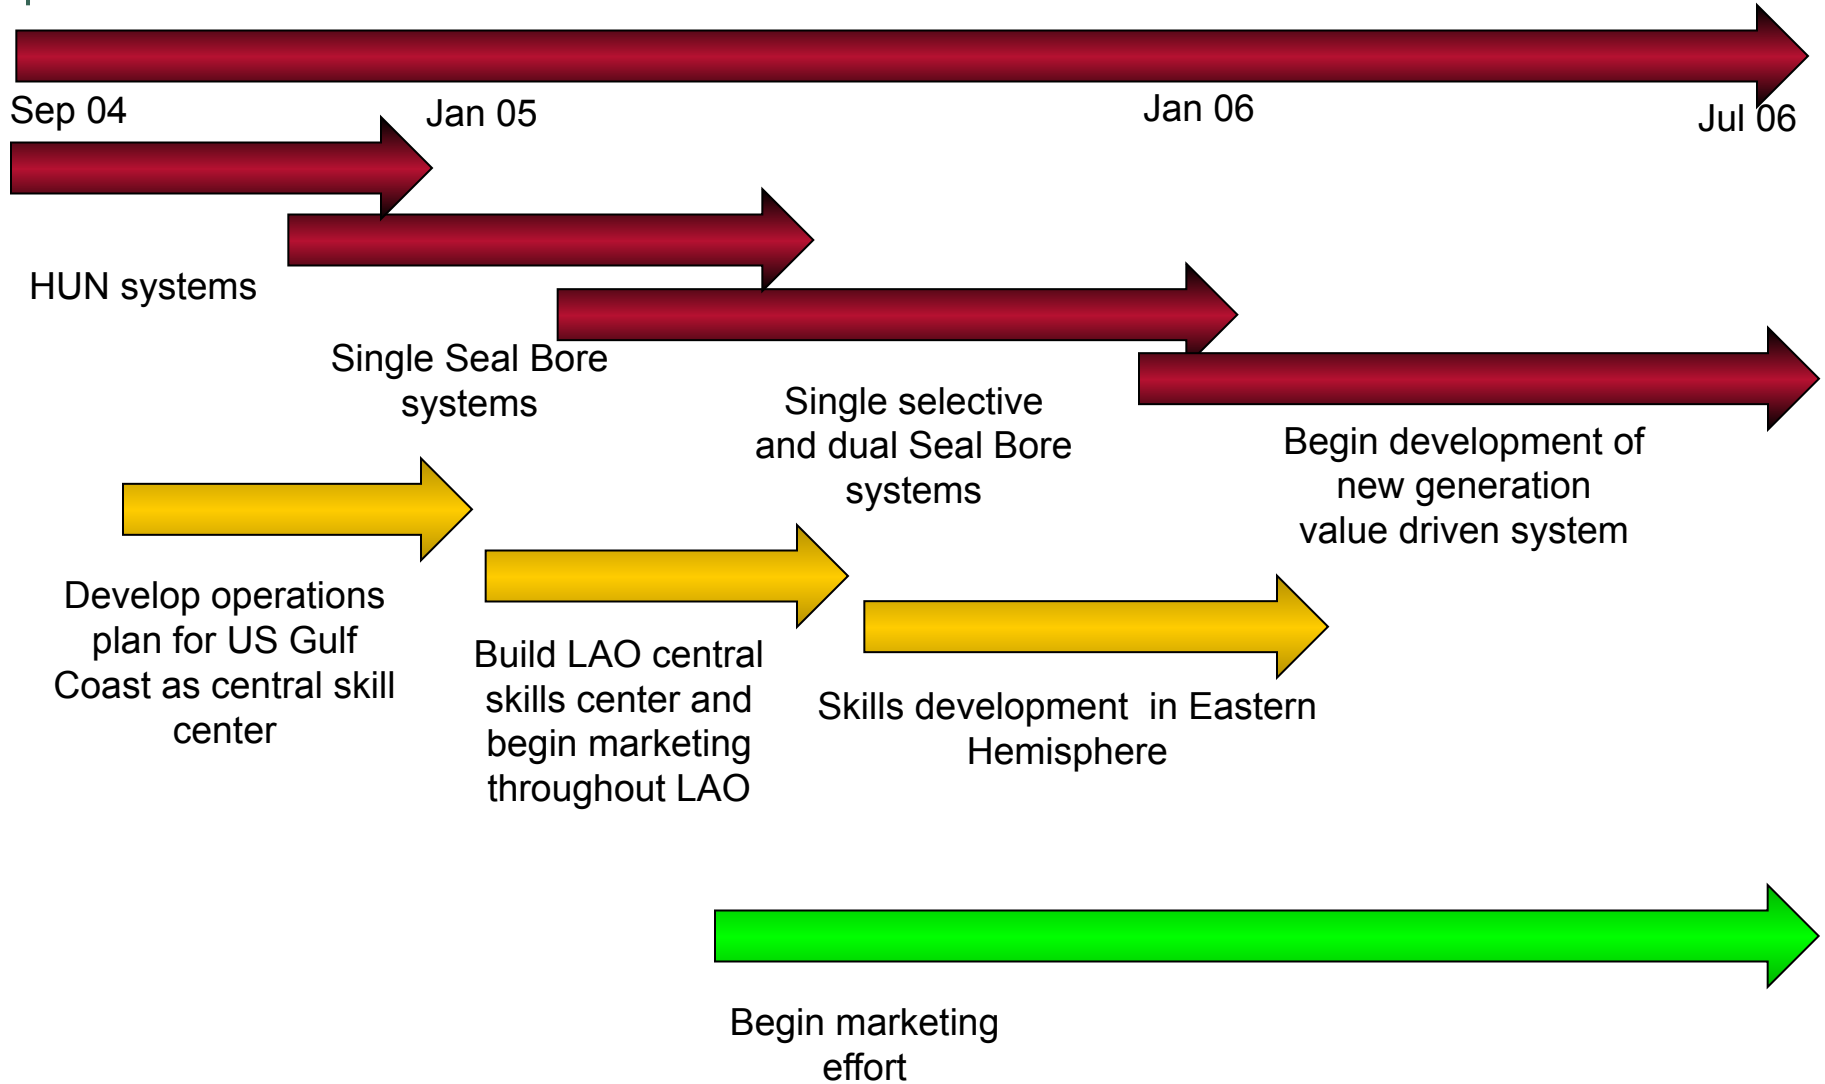 Sep 04
Jan 05
Jan 06
Jul 06
HUN systems
Single Seal Bore
systems
Single selective
and dual Seal Bore
systems
Begin development of
new generation
value driven system
Develop operations
plan for US Gulf
Coast as central skill
center
Build LAO central
skills center and
begin marketing
throughout LAO
Skills development  in Eastern
Hemisphere
Begin marketing
effort